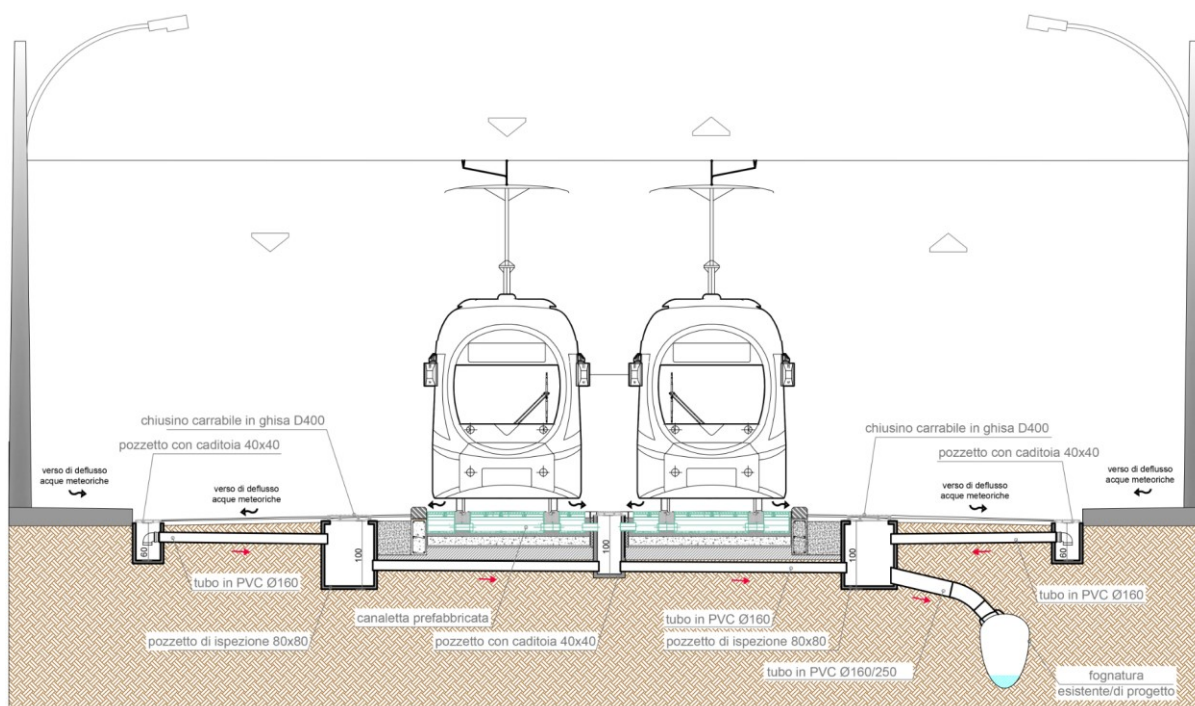 chiusino carrabile in ghisa D400
pozzetto con caditoia 40x40
verso di deflusso
acque meteoriche
verso di deflusso
acque meteoriche
chiusino carrabile in ghisa D400
pozzetto con caditoia 40x40
verso di deflusso
acque meteoriche
verso di deflusso
acque meteoriche
60
100
100
100
60
tubo in PVC Ø160
canaletta prefabbricata
tubo in PVC Ø160
tubo in PVC Ø160
pozzetto di ispezione 80x80
pozzetto con caditoia 40x40
pozzetto di ispezione 80x80
tubo in PVC Ø160/250
fognatura
esistente/di progetto